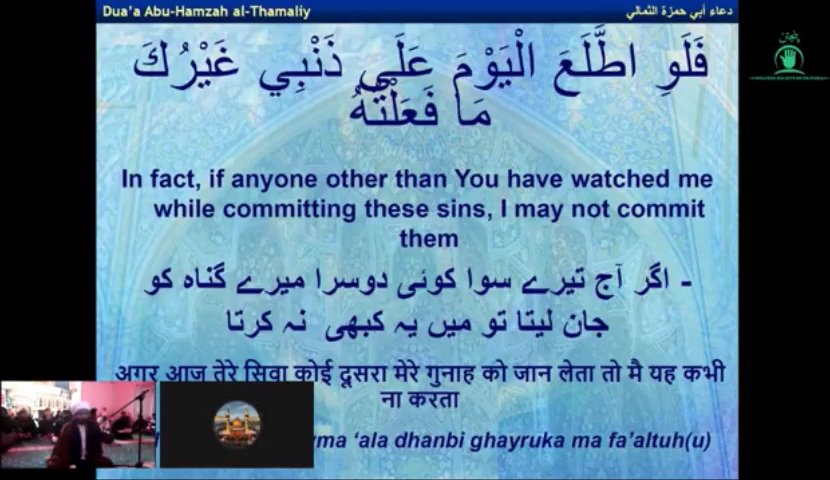 Dua'a Abu-Hamzah al-Thamaliy
دعاء أبي حمزة الثمالي
فَلَوِ اطَّلَعَ الْيَوْمَ عَلَى ذَنْبِي غَيْرُكَ
مَا فَعَلْتُهُ
In fact, if anyone other than You have watched me
while committing these sins, I may not commit
them
- اگر آج تیرے سوا کوئی دوسرا میرے گناہ کو
جان لیتا تو میں یہ کبھی نہ کرتا
अगर आज तेरे सिवा कोई दूसरा मेरे गुनाह को जान लेता तो मै यह कभी
ना करता
'ala dhanbi ghayruka ma fa'altuh(u)